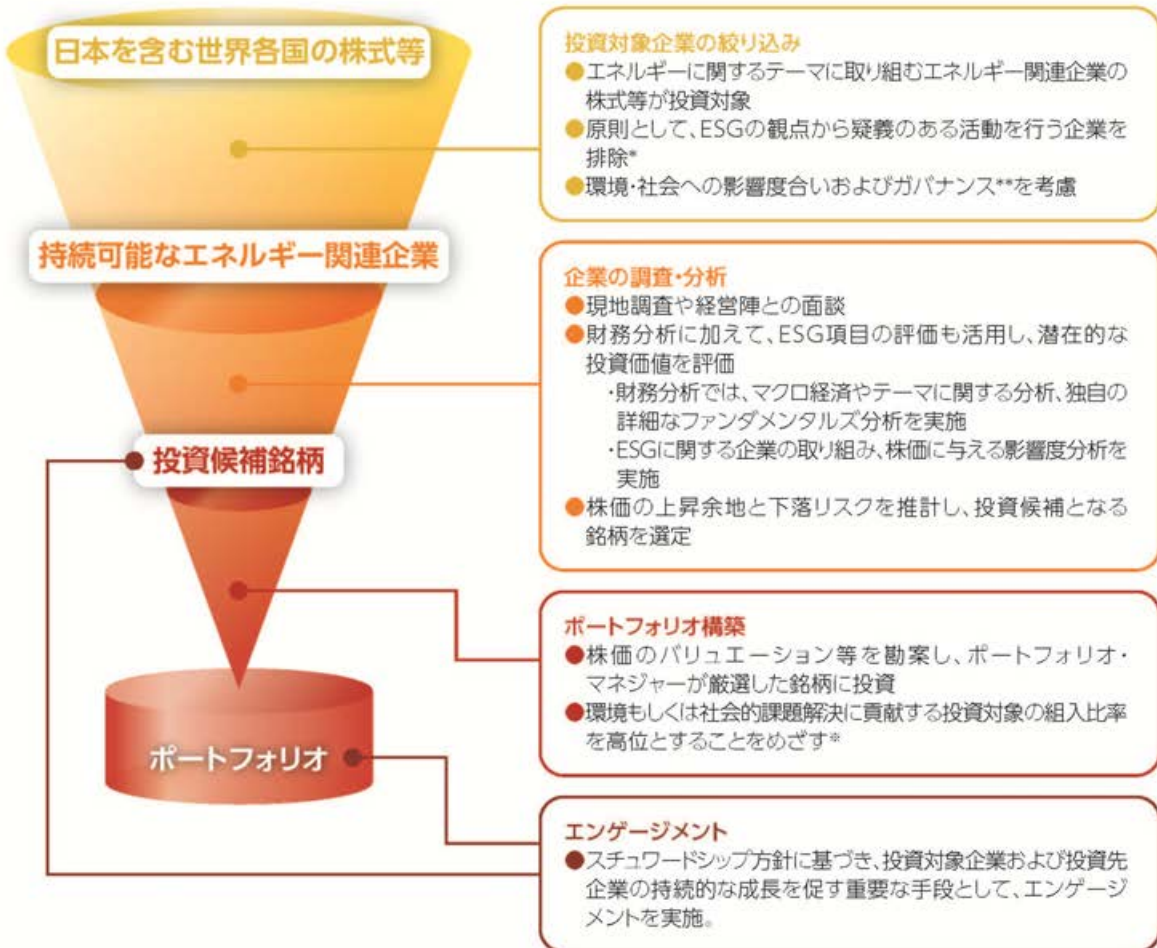 日本を含む世界各国の株式等
投資対象企業の絞り込み
●エネルギーに関するテーマに取り組むエネルギー関連企業の
株式等が投資対象
●原則として、ESGの観点から疑義のある活動を行う企業を
排除*
●環境・社会への影響度合いおよびガバナンス**を考慮
持続可能なエネルギー関連企業
企業の調査・分析
●現地調査や経営陣との面談
●財務分析に加えて、ESG項目の評価も活用し、潜在的な
投資価値を評価
・財務分析では、マクロ経済やテーマに関する分析、独自の
詳細なファンダメンタルズ分析を実施
・ESGに関する企業の取り組み、株価に与える影響度分析を
実施
●株価の上昇余地と下落リスクを推計し、投資候補となる
銘柄を選定
投資候補銘柄
ポートフォリオ構築
●株価のバリュエーション等を勘案し、ポートフォリオ・
マネジャーが厳選した銘柄に投資
●環境もしくは社会的課題解決に貢献する投資対象の組入比率
を高位とすることをめざす※
ポートフォリオ
エンゲージメント
●スチュワードシップ方針に基づき、投資対象企業および投資先
企業の持続的な成長を促す重要な手段として、エンゲージ
メントを実施。